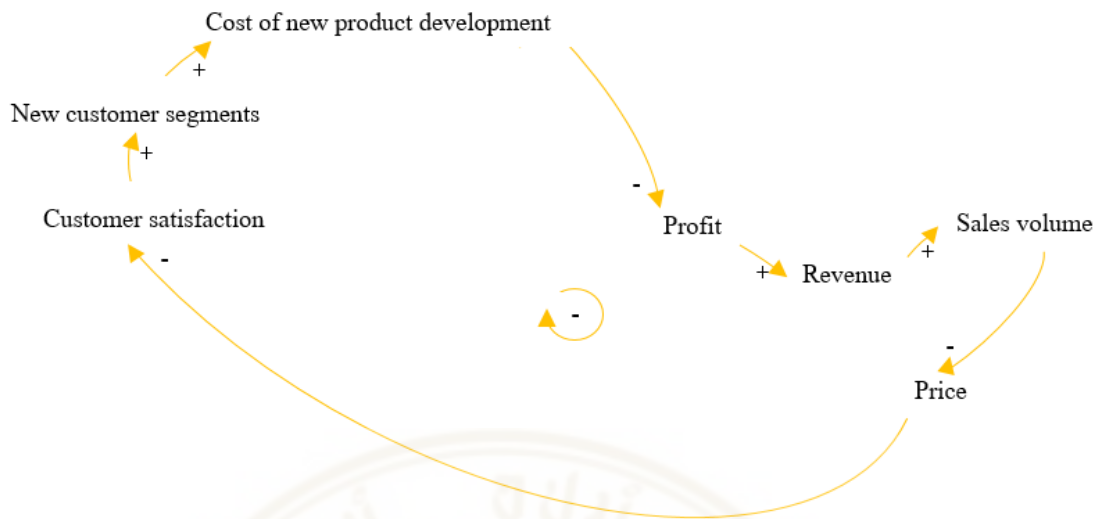 Cost of new product development
+
New customer segments
+
-
Customer satisfaction
Profit
Sales volume
-
+
Revenue
+
-
-
Price